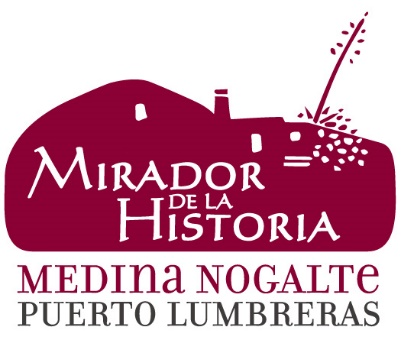 MIRADOR
DE LA
HISTORIA
MEDINa NOGALTe
PUERTO LUMBRERAS